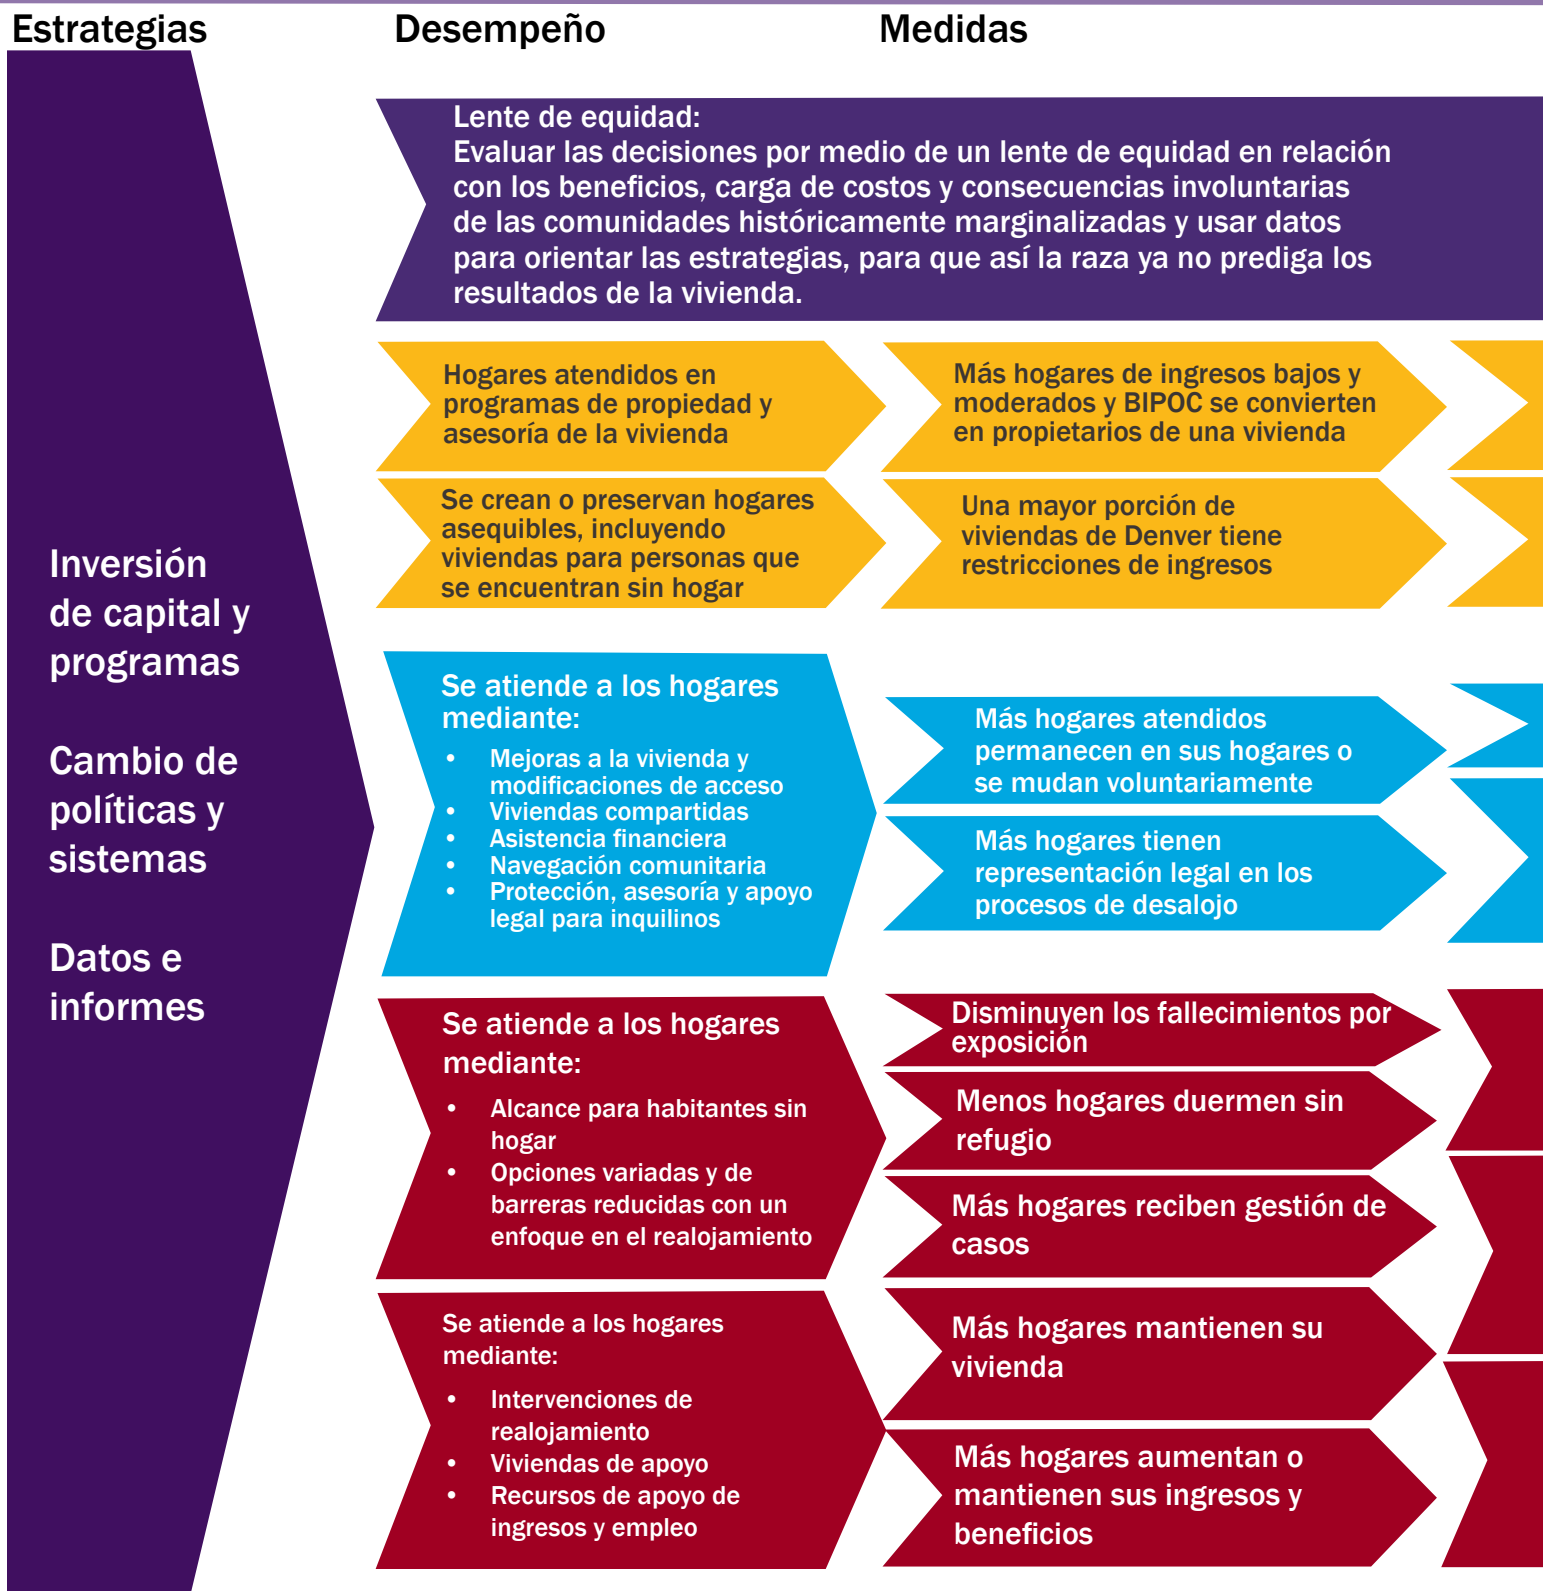 Estrategias
Desempeño
Medidas
Inversión
de capital y
programas
Cambio de
políticas y
sistemas
Datos e
informes
Lente de equidad:
Evaluar las decisiones por medio de un lente de equidad en relación
con los beneficios, carga de costos y consecuencias involuntarias
de las comunidades históricamente marginalizadas y usar datos
para orientar las estrategias, para que así la raza ya no prediga los
resultados de la vivienda.
Hogares atendidos en
programas de propiedad y
asesoría de la vivienda
Más hogares de ingresos bajos y
moderados y BIPOC se convierten
en propietarios de una vivienda
Se crean o preservan hogares
asequibles, incluyendo
viviendas para personas que
se encuentran sin hogar
Una mayor porción de
viviendas de Denver tiene
restricciones de ingresos
Se atiende a los hogares
mediante:
• Mejoras a la vivienda y
modificaciones de acceso
• Viviendas compartidas
• Asistencia financiera
• Navegación comunitaria
• Protección, asesoría y apoyo
legal para inquilinos
Más hogares atendidos
permanecen en sus hogares o
se mudan voluntariamente
Más hogares tienen
representación legal en los
procesos de desalojo
Se atiende a los hogares
mediante:
• Alcance para habitantes sin
hogar
• Opciones variadas y de
barreras reducidas con un
enfoque en el realojamiento
Disminuyen los fallecimientos por
exposición
Menos hogares duermen sin
refugio
Más hogares reciben gestión de
casos
Se atiende a los hogares
mediante:
• Intervenciones de
realojamiento
• Viviendas de apoyo
• Recursos de apoyo de
ingresos y empleo
Más hogares mantienen su
vivienda
Más hogares aumentan o
mantienen sus ingresos y
beneficios